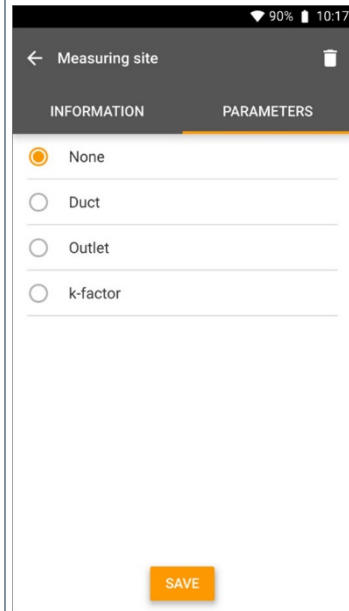 90% 10:17
Measuring site
INFORMATION PARAMETERS
None
Duct
Outlet
k-factor
SAVE